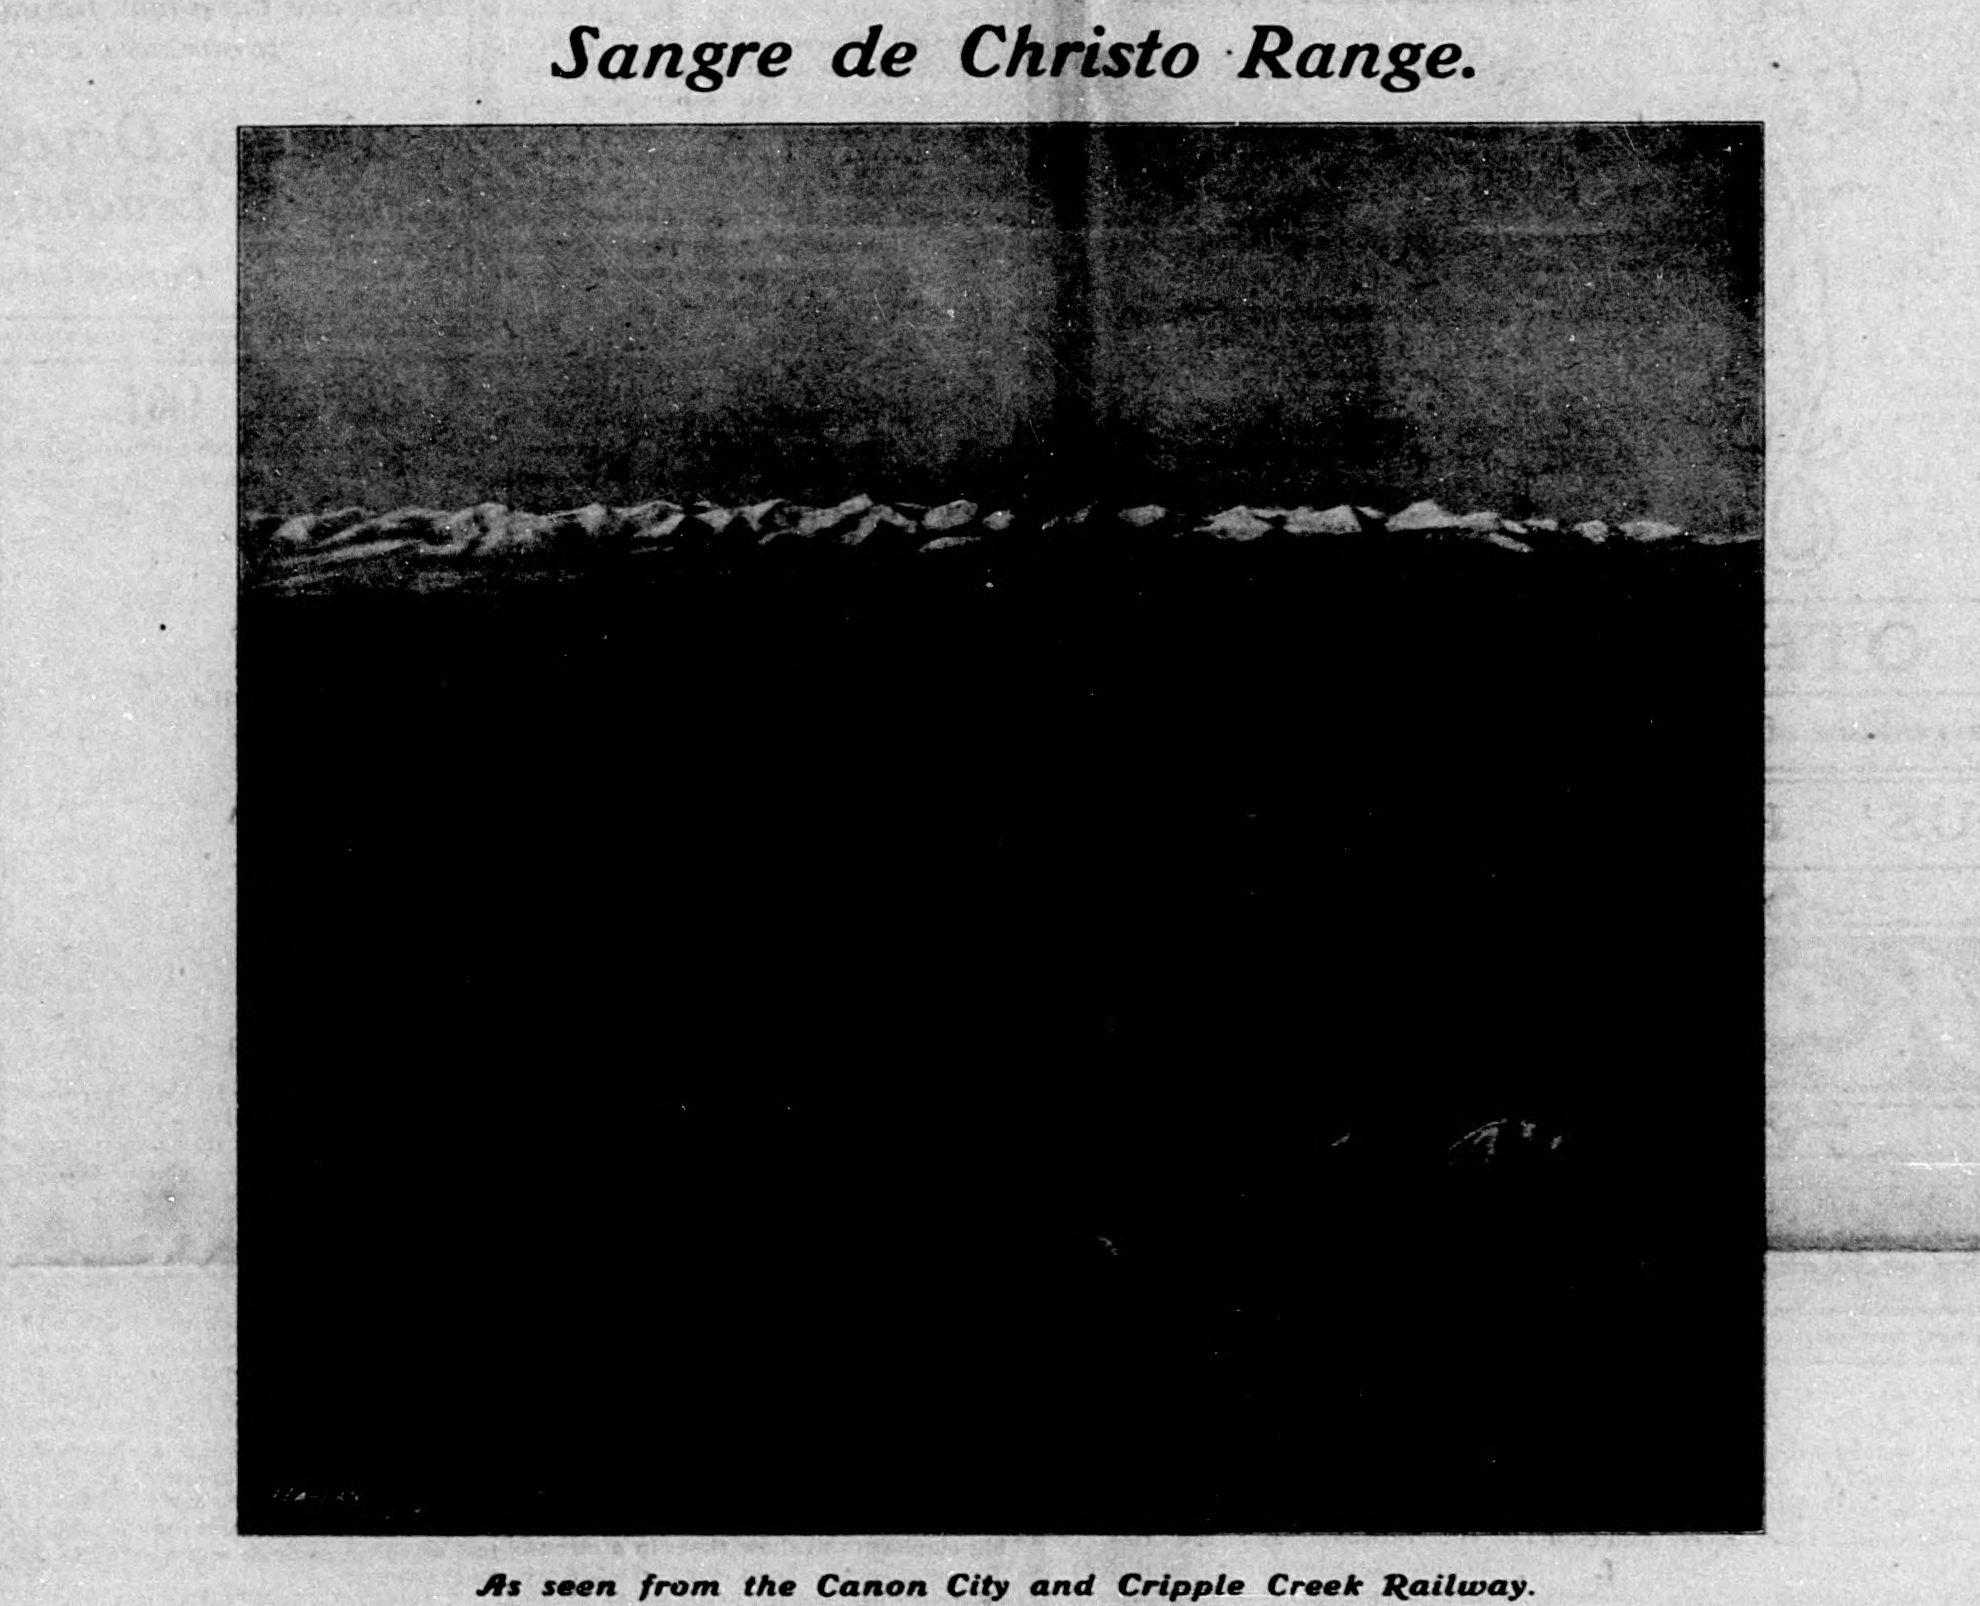 Sangre de Christo Range.
As seen from the Canon City and Cripple Creek Railway.